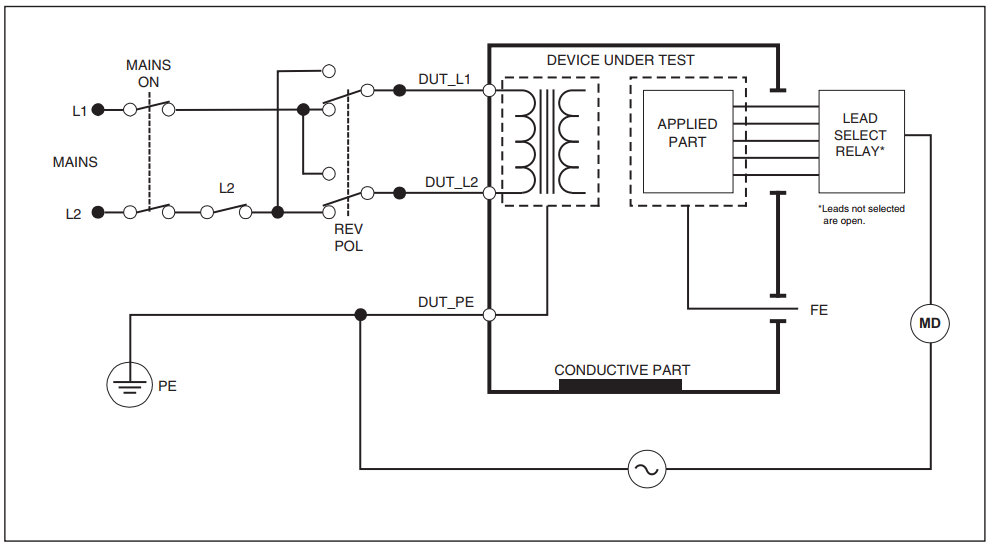 MAINS
ON
L1
MAINS
L2
L2
REV
POL
DUT_L1
DUT_L2
DUT_PE
PE
DEVICE UNDER TEST
APPLIED
PART
LEAD
SELECT
RELAY*
*Leads not selected
are open.
FE
MD
CONDUCTIVE PART